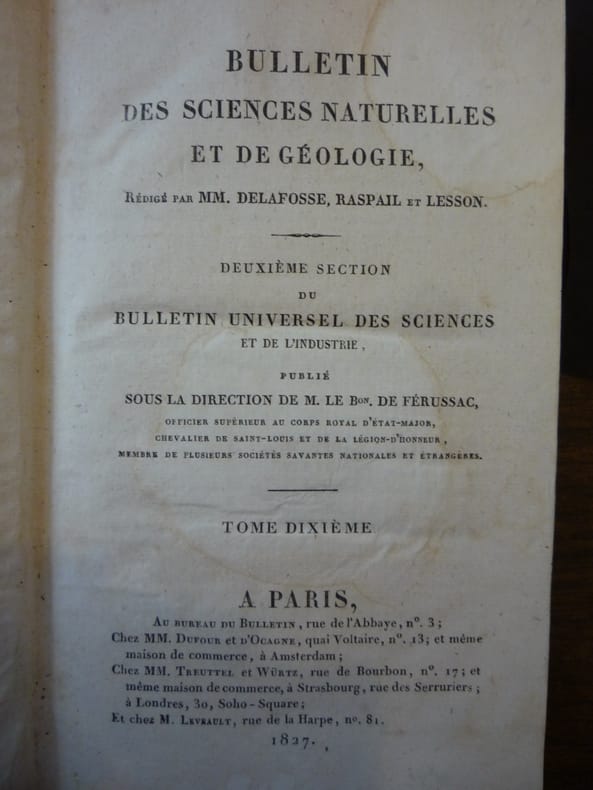 BULLETIN
DES SCIENCES NATURELLES
ET DE GÉOLOGIE,
RÉDIGÉ PAR MM. DELAFOSSE, RASPAIL ET LESSON.
DEUXIÈME SECTION
DU
BULLETIN UNIVERSEL DES SCIENCES
ET DE L'INDUSTRIE,
PUBLIÉ
SOUS LA DIRECTION DE M. LE BON. DE FÉRUSSAC,
OFFICIER SUPÉRIEUR AU CORPS ROYAL D'ÉTAT-MAJOR,
CHEVALIER DE SAINT-LOUIS ET DE LA LÉGION-D'HONNEUR,
MEMBRE DE PLUSIEURS SOCIÉTÉS SAVANTES NATIONALES ET ÉTRANGÈRES.
TOME DIXIÈME
A PARIS,
AU BUREAU DU BULLETIN, rue de l'Abbaye, nº. 3;
Chez MM. DUFOUR et D'OCAGNE, quai Voltaire, nº. 13; et même
maison de commerce, à Amsterdam;
Chez MM. TREUTTEL et WÜRTZ, rue de Bourbon, nº. 17; et
même maison de commerce, à Strasbourg, rue des Serruriers;
à Londres, 30, Soho-Square;
Et chez M. LEVRAULT, rue de la Harpe, nº. 81.
1827.